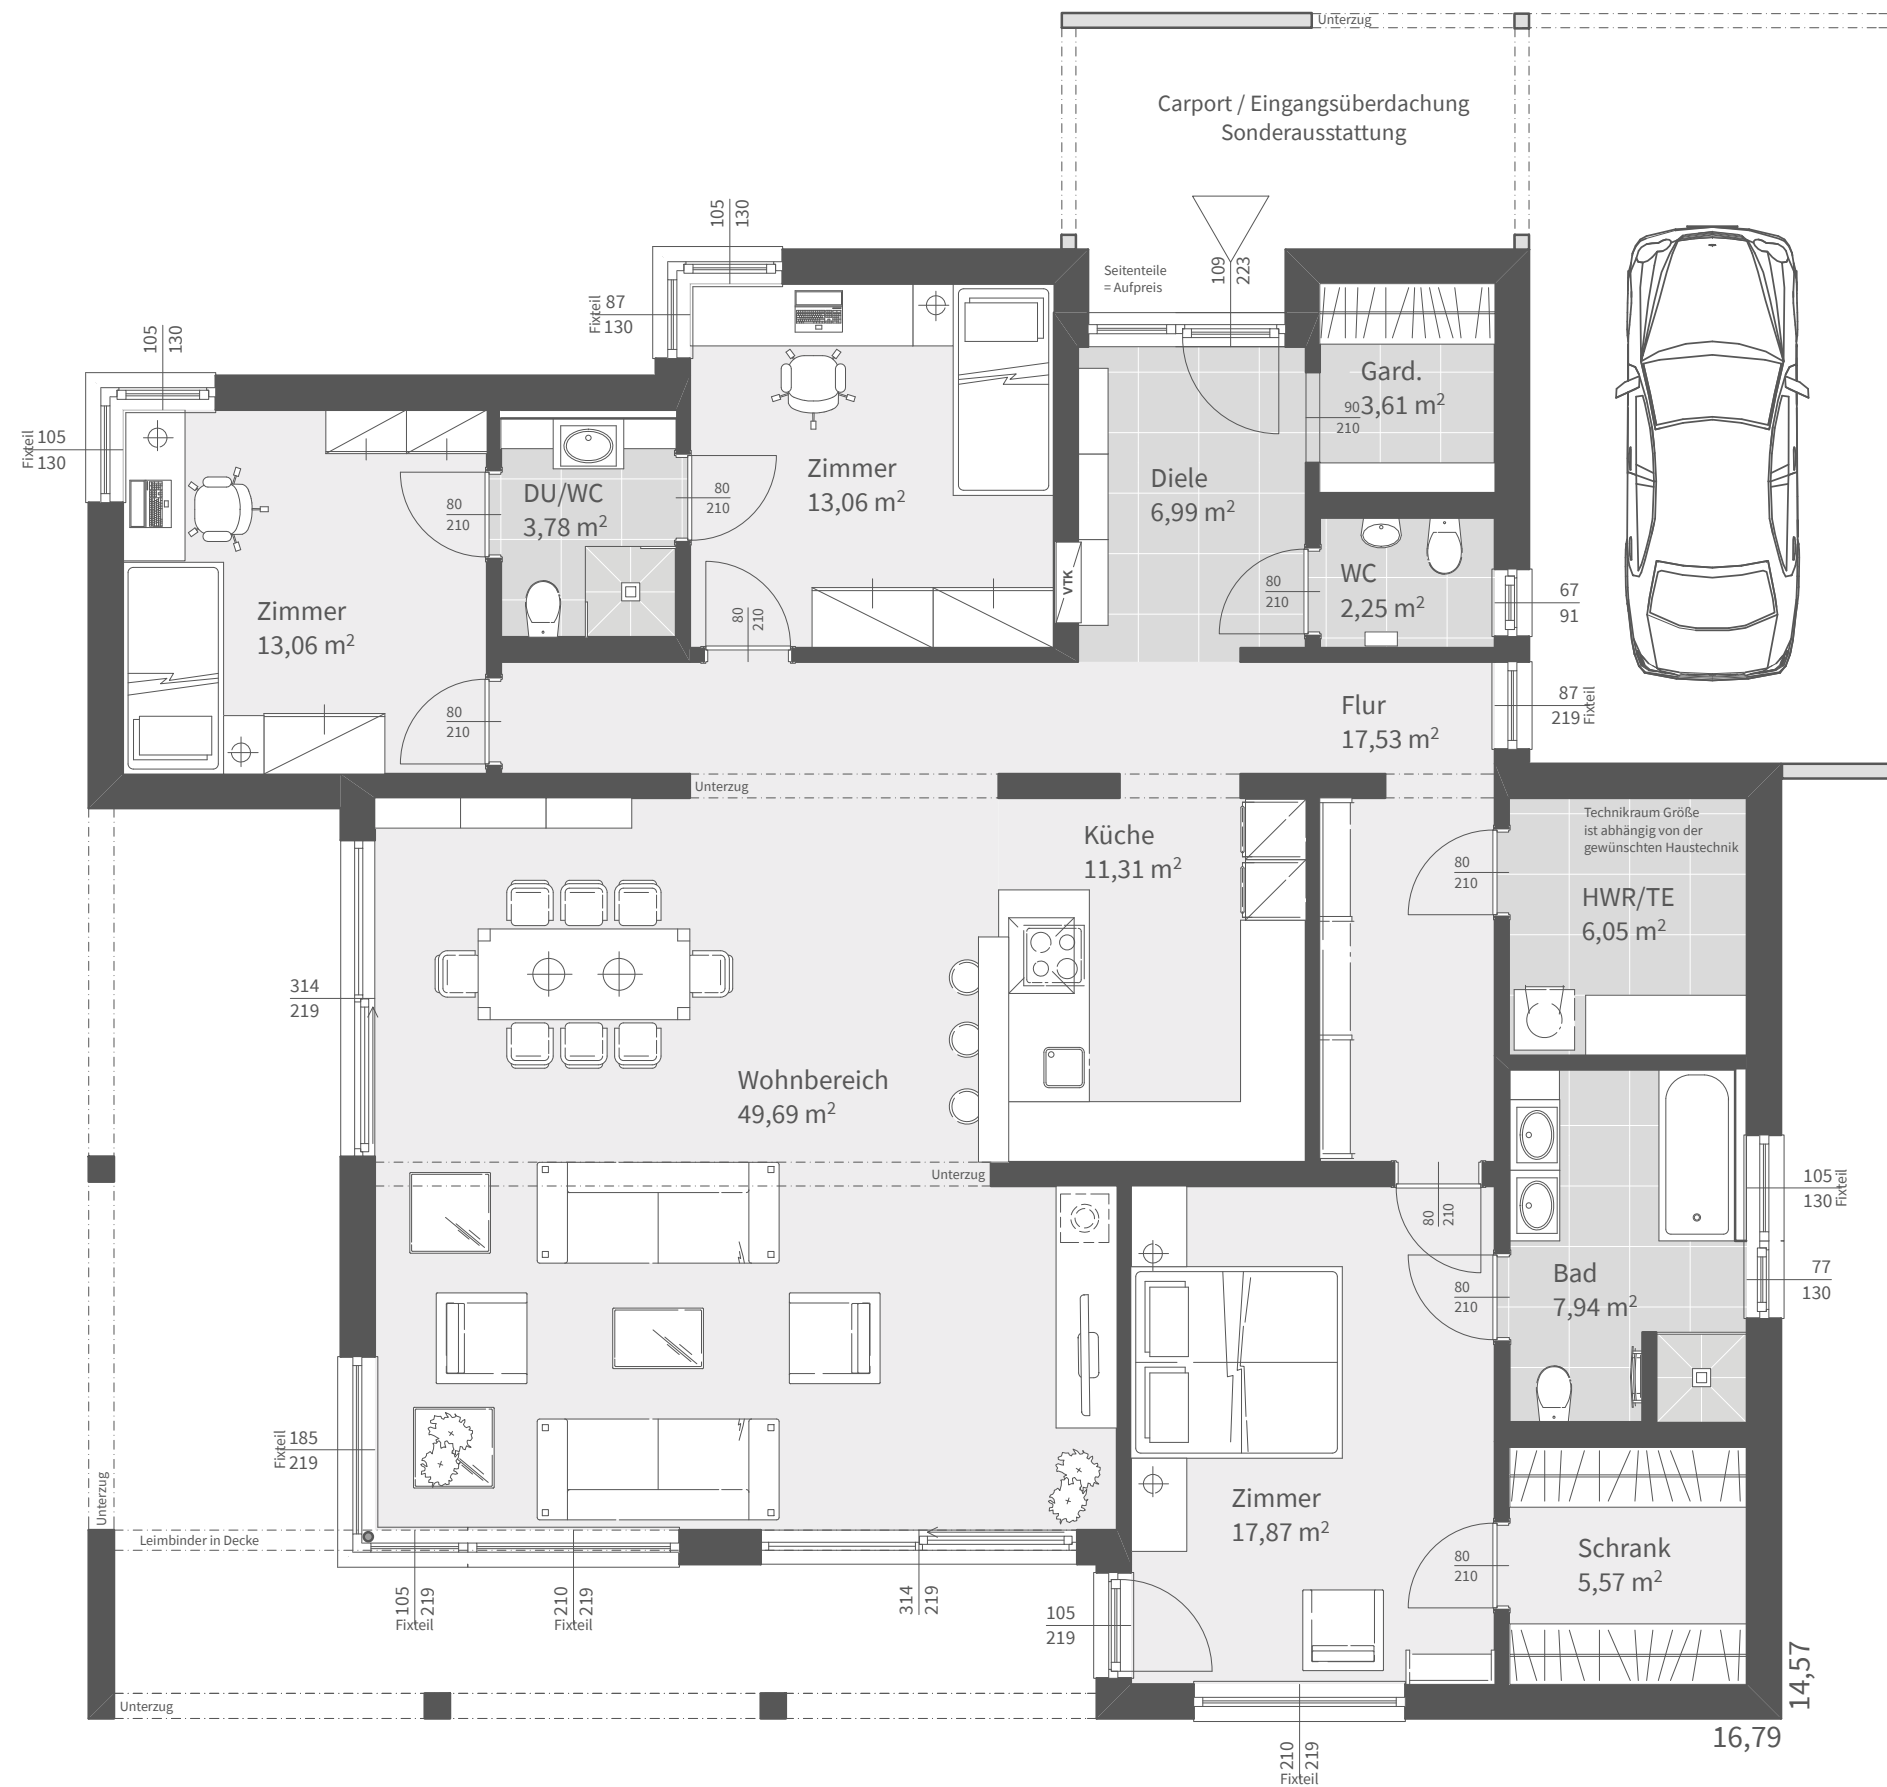 Unterzug
Carport / Eingangsüberdachung
Sonderausstattung
105
130
Seitenteile
= Aufpreis
109
223
Fixteil
87
130
105
130
Fixteil
105
130
Gard.
3,61 m²
90
210
Zimmer
13,06 m²
Diele
6,99 m²
DU/WC
3,78 m²
80
210
80
210
WC
2,25 m²
80
210
67
91
VTK
80
210
Zimmer
13,06 m²
80
210
Flur
17,53 m²
87
219
Fixteil
Unterzug
Küche
11,31 m²
Technikraum Größe
ist abhängig von der
gewünschten Haustechnik
80
210
HWR/TE
6,05 m²
314
219
Wohnbereich
49,69 m²
Unterzug
105
130
Fixteil
80
210
Bad
7,94 m²
80
210
77
130
Fixteil
185
219
Unterzug
Zimmer
17,87 m²
Leimbinder in Decke
Schrank
5,57 m²
80
210
105
219
Fixteil
210
219
Fixteil
314
219
105
219
Unterzug
14,57
16,79
210
219
Fixteil